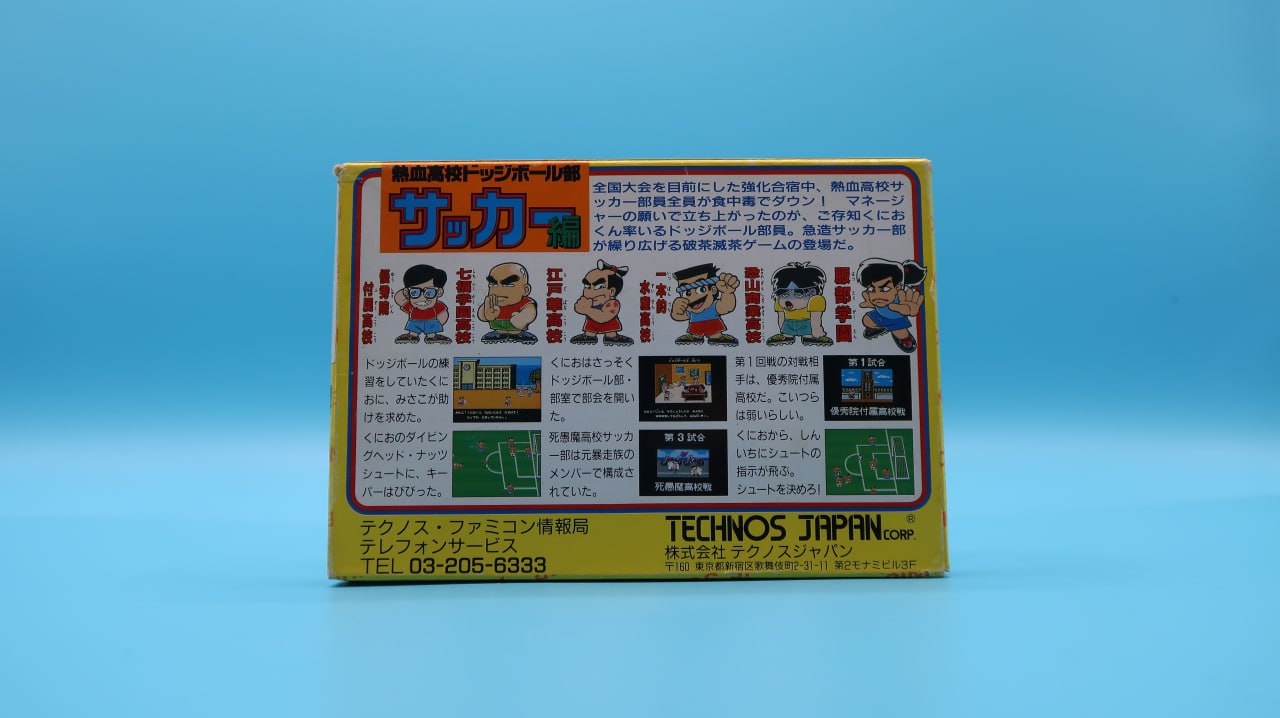 熱血高校ドッジボール部
サッカー編
全国大会を目前にした強化合宿中、熱血高校サ
ッカー部員全員が食中毒でダウン！ マネージ
ャーの願いで立ち上がったのが、ご存知くにお
くん率いるドッジボール部員。急造サッカー部
が繰り広げる破茶滅茶ゲームの登場だ。
優秀院
付属高校
七福学園高校
江戸華高校
一本釣
水産高校
服部学園
ドッジボールの練
習をしていたくに
おに、みさこが助
けを求めた。
くにおはさっそく
ドッジボール部・
部室で部会を開い
た。
第1回戦の対戦相
手は、優秀院付属
高校だ。こいつら
は弱いらしい。
第1試合
優秀院付属高校戦
くにおのダイビン
グヘッド・ナッツ
シュートに、キー
パーはびびった。
死愚魔高校サッカ
ー部は元暴走族の
メンバーで構成さ
れていた。
第3試合
死愚魔高校戦
くにおから、しん
いちにシュートの
指示が飛ぶ。
シュートを決めろ！
テクノス・ファミコン情報局
テレフォンサービス
TEL 03-205-6333
TECHNOS JAPAN CORP.®
株式会社 テクノスジャパン
〒160 東京都新宿区歌舞伎町2-31-11 第2モナミビル3F